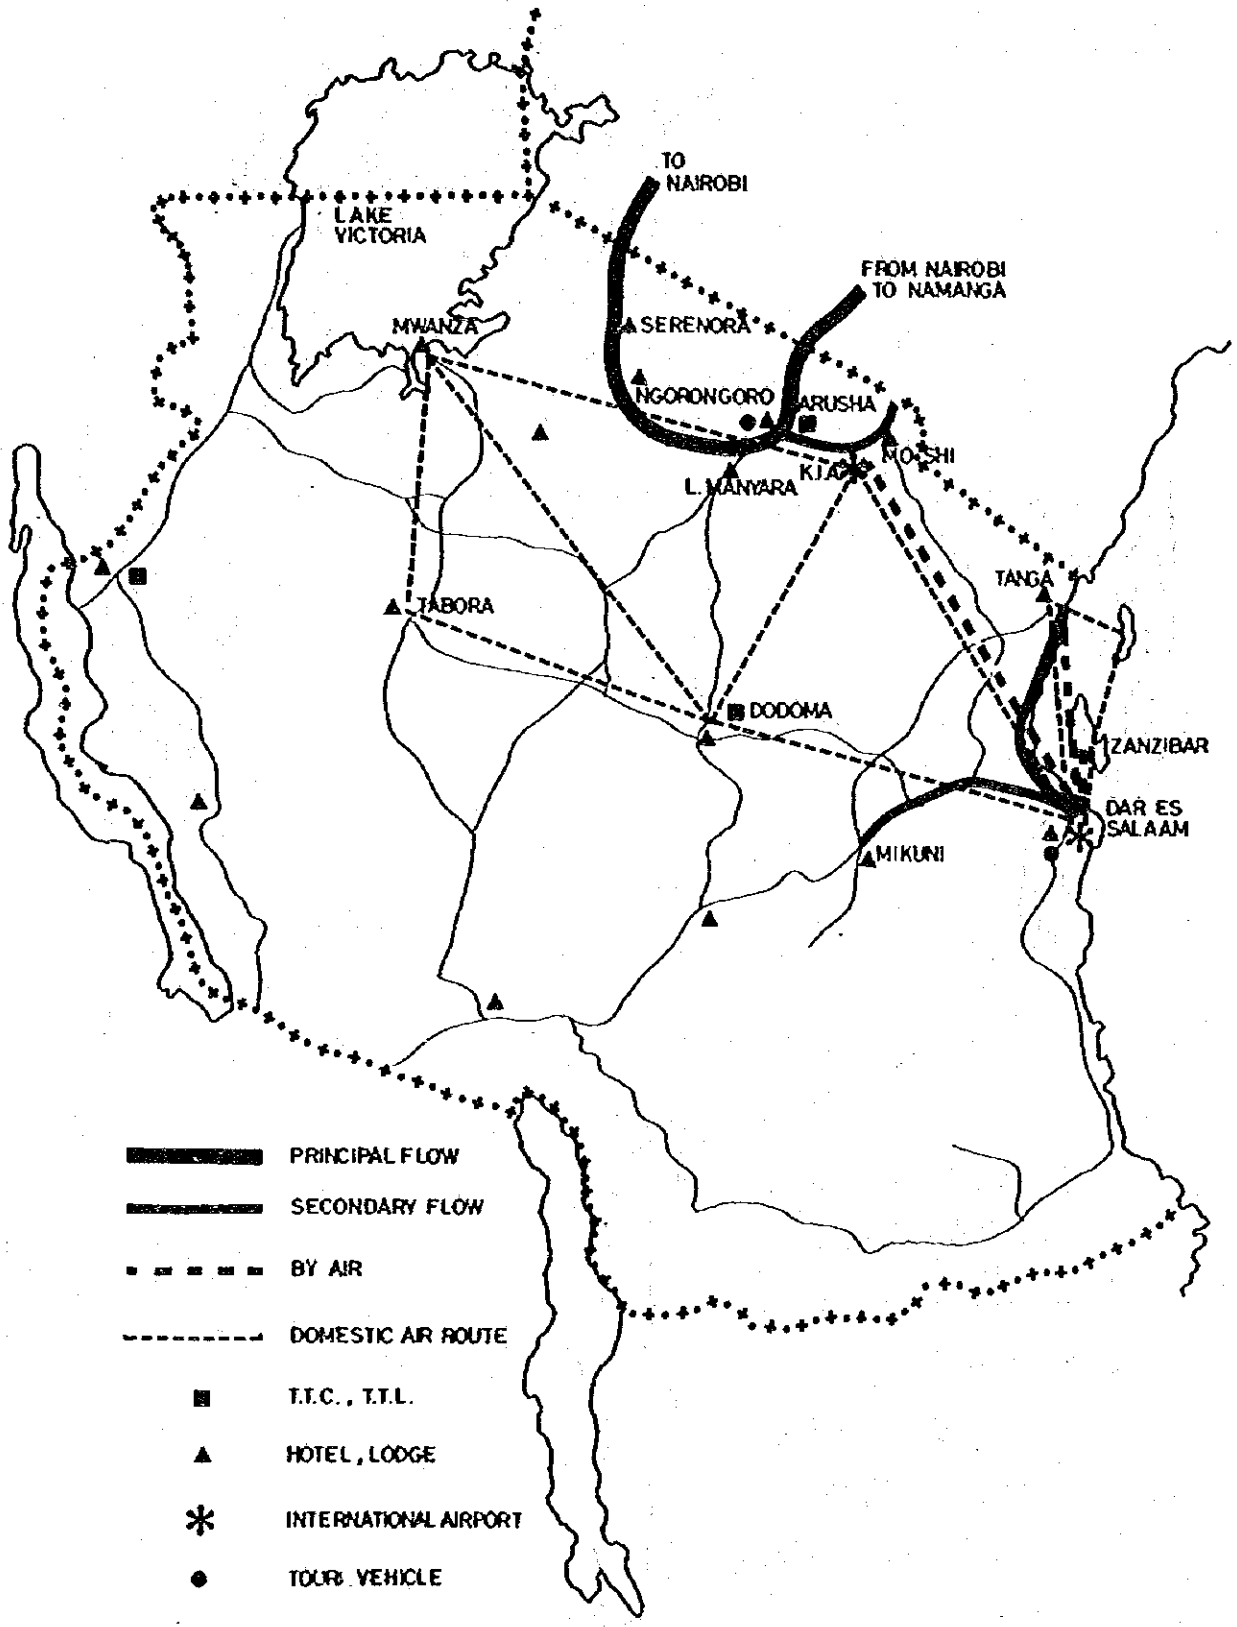 TO
NAIROBI
LAKE
VICTORIA
FROM NAIROBI
TO NAMANGA
MWANZA
SERENORA
NGORONGORO
ARUSHA
MOSHI
K.I.A
L. MANYARA
TANGA
TABORA
DODOMA
ZANZIBAR
DAR ES
SALAAM
MIKUNI
PRINCIPAL FLOW
SECONDARY FLOW
BY AIR
DOMESTIC AIR ROUTE
T.T.C., T.T.L.
HOTEL, LODGE
INTERNATIONAL AIRPORT
TOUR VEHICLE